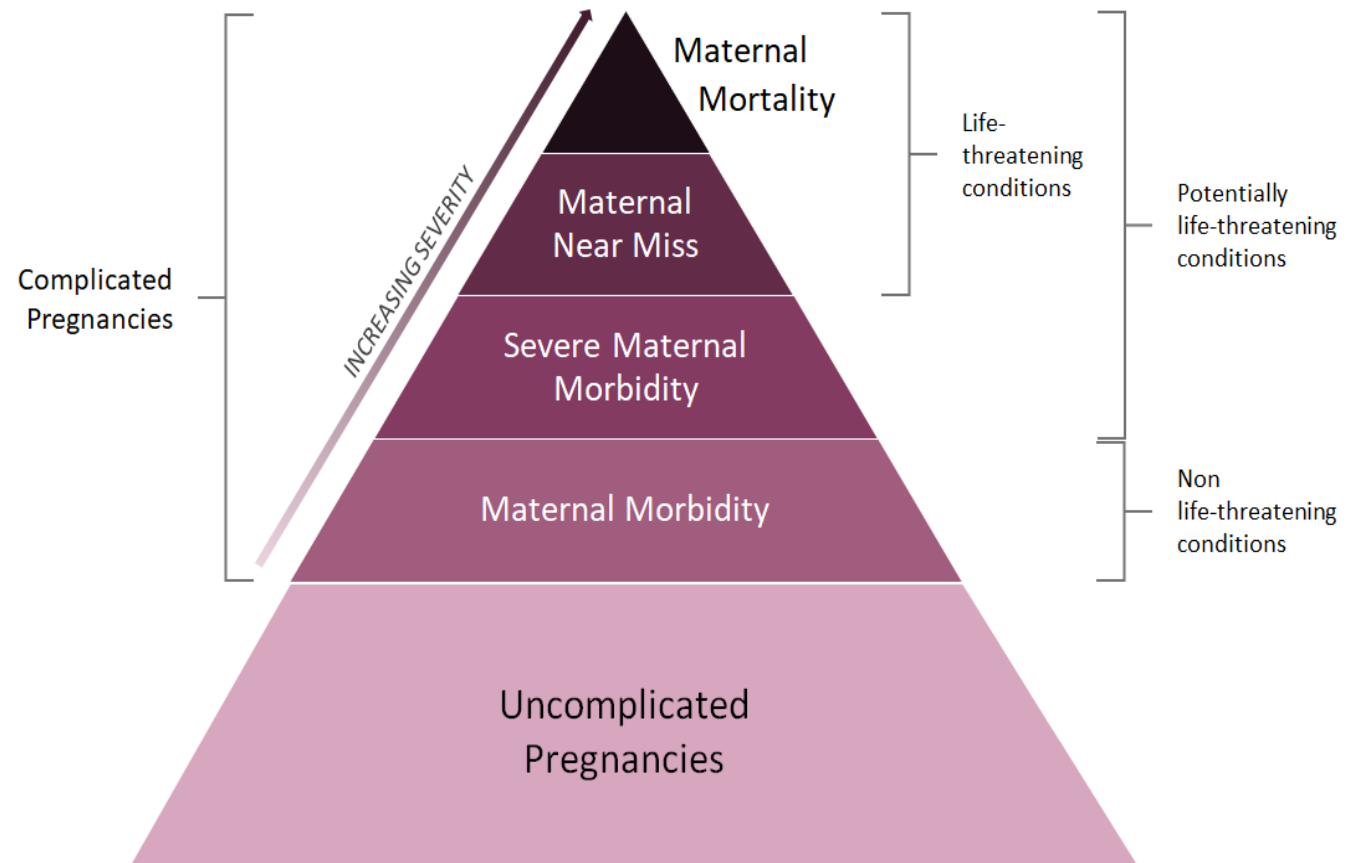 Maternal
Mortality
Life-
threatening
conditions
Maternal
Near Miss
Potentially
life-threatening
conditions
INCREASING SEVERITY
Complicated
Pregnancies
Severe Maternal
Morbidity
Maternal Morbidity
Non
life-threatening
conditions
Uncomplicated
Pregnancies